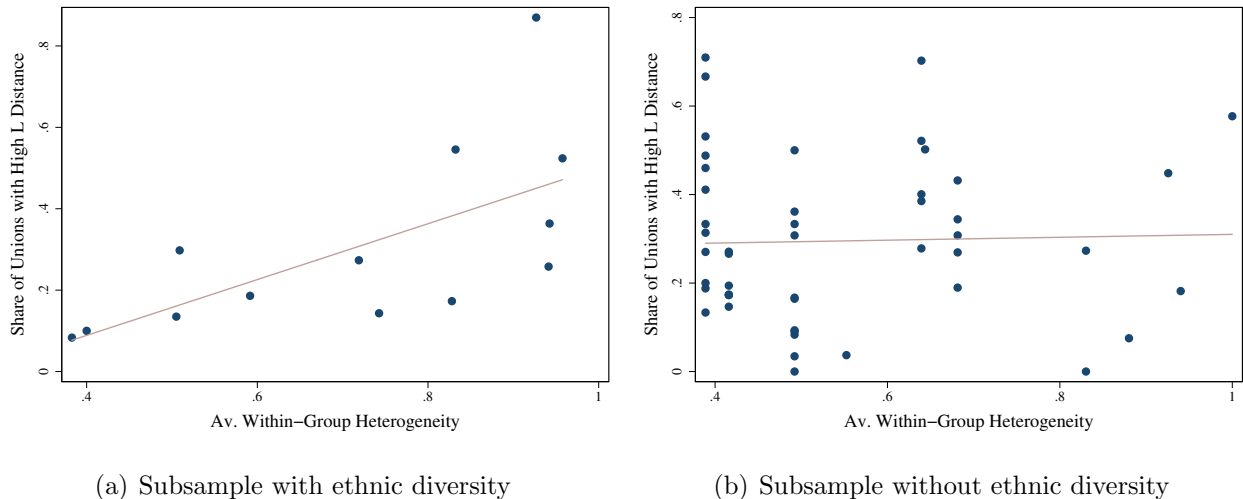 Share of Unions with High L Distance
0 .2 .4 .6 .8
.4 .6 .8 1
Av. Within−Group Heterogeneity
(a) Subsample with ethnic diversity
Share of Unions with High L Distance
0 .2 .4 .6 .8
.4 .6 .8 1
Av. Within−Group Heterogeneity
(b) Subsample without ethnic diversity